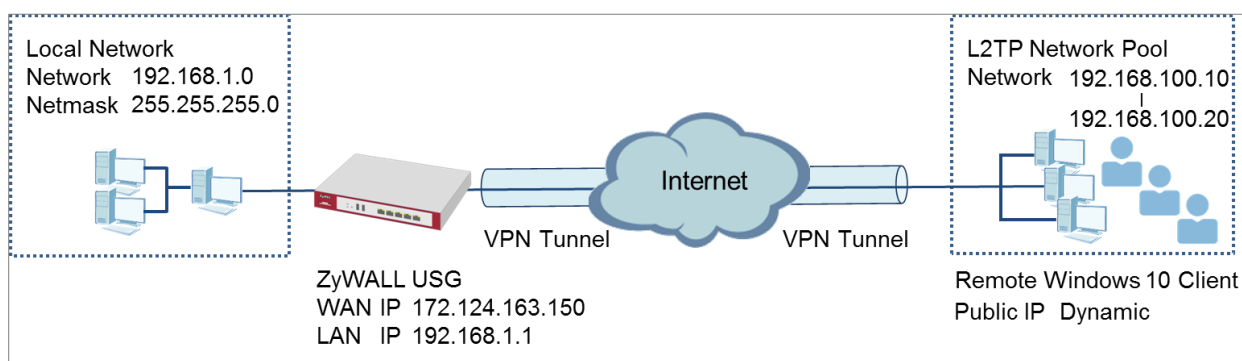 Local Network
Network 192.168.1.0
Netmask 255.255.255.0
L2TP Network Pool
Network 192.168.100.10
192.168.100.20
Internet
VPN Tunnel
VPN Tunnel
ZyWALL USG
WAN IP 172.124.163.150
LAN IP 192.168.1.1
Remote Windows 10 Client
Public IP Dynamic